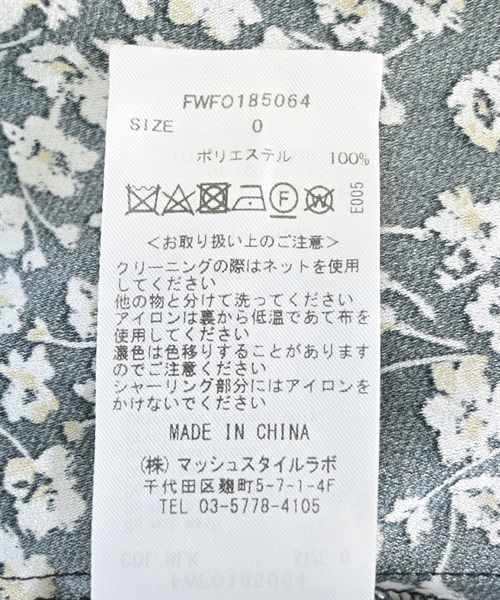 FWFO185064
SIZE 0
ポリエステル 100%
E005
＜お取り扱い上のご注意＞
クリーニングの際はネットを使用
してください
他の物と分けて洗ってください
アイロンは裏から低温であて布を
使用してください
濃色は色移りすることがあります
のでご注意ください
シャーリング部分にはアイロンを
かけないでください
MADE IN CHINA
(株) マッシュスタイルラボ
千代田区麹町5-7-1-4F
TEL 03-5778-4105
COL BLK SIZE 0
FWFO185064